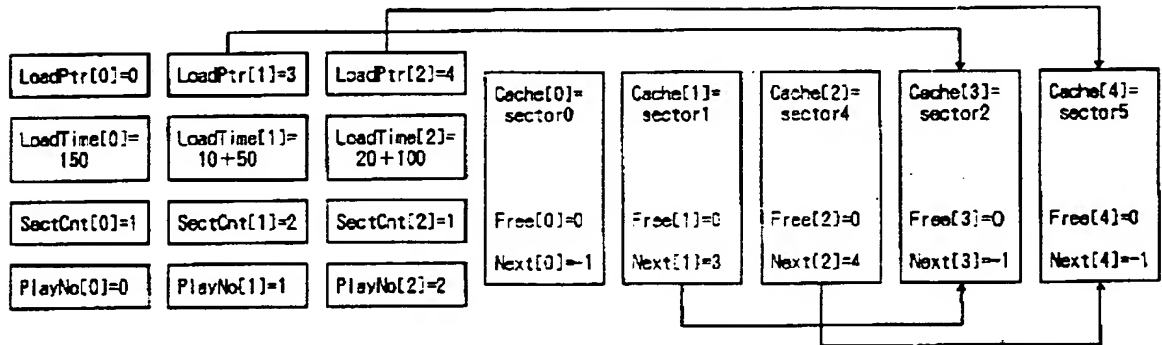 LoadPtr[0]=0
LoadPtr[1]=3
LoadPtr[2]=4
LoadTime[0]=
150
LoadTime[1]=
10+50
LoadTime[2]=
20+100
SectCnt[0]=1
SectCnt[1]=2
SectCnt[2]=1
PlayNo[0]=0
PlayNo[1]=1
PlayNo[2]=2
Cache[0]=
sector0
Free[0]=0
Next[0]=-1
Cache[1]=
sector1
Free[1]=0
Next[1]=3
Cache[2]=
sector4
Free[2]=0
Next[2]=4
Cache[3]=
sector2
Free[3]=0
Next[3]=-1
Cache[4]=
sector5
Free[4]=0
Next[4]=-1